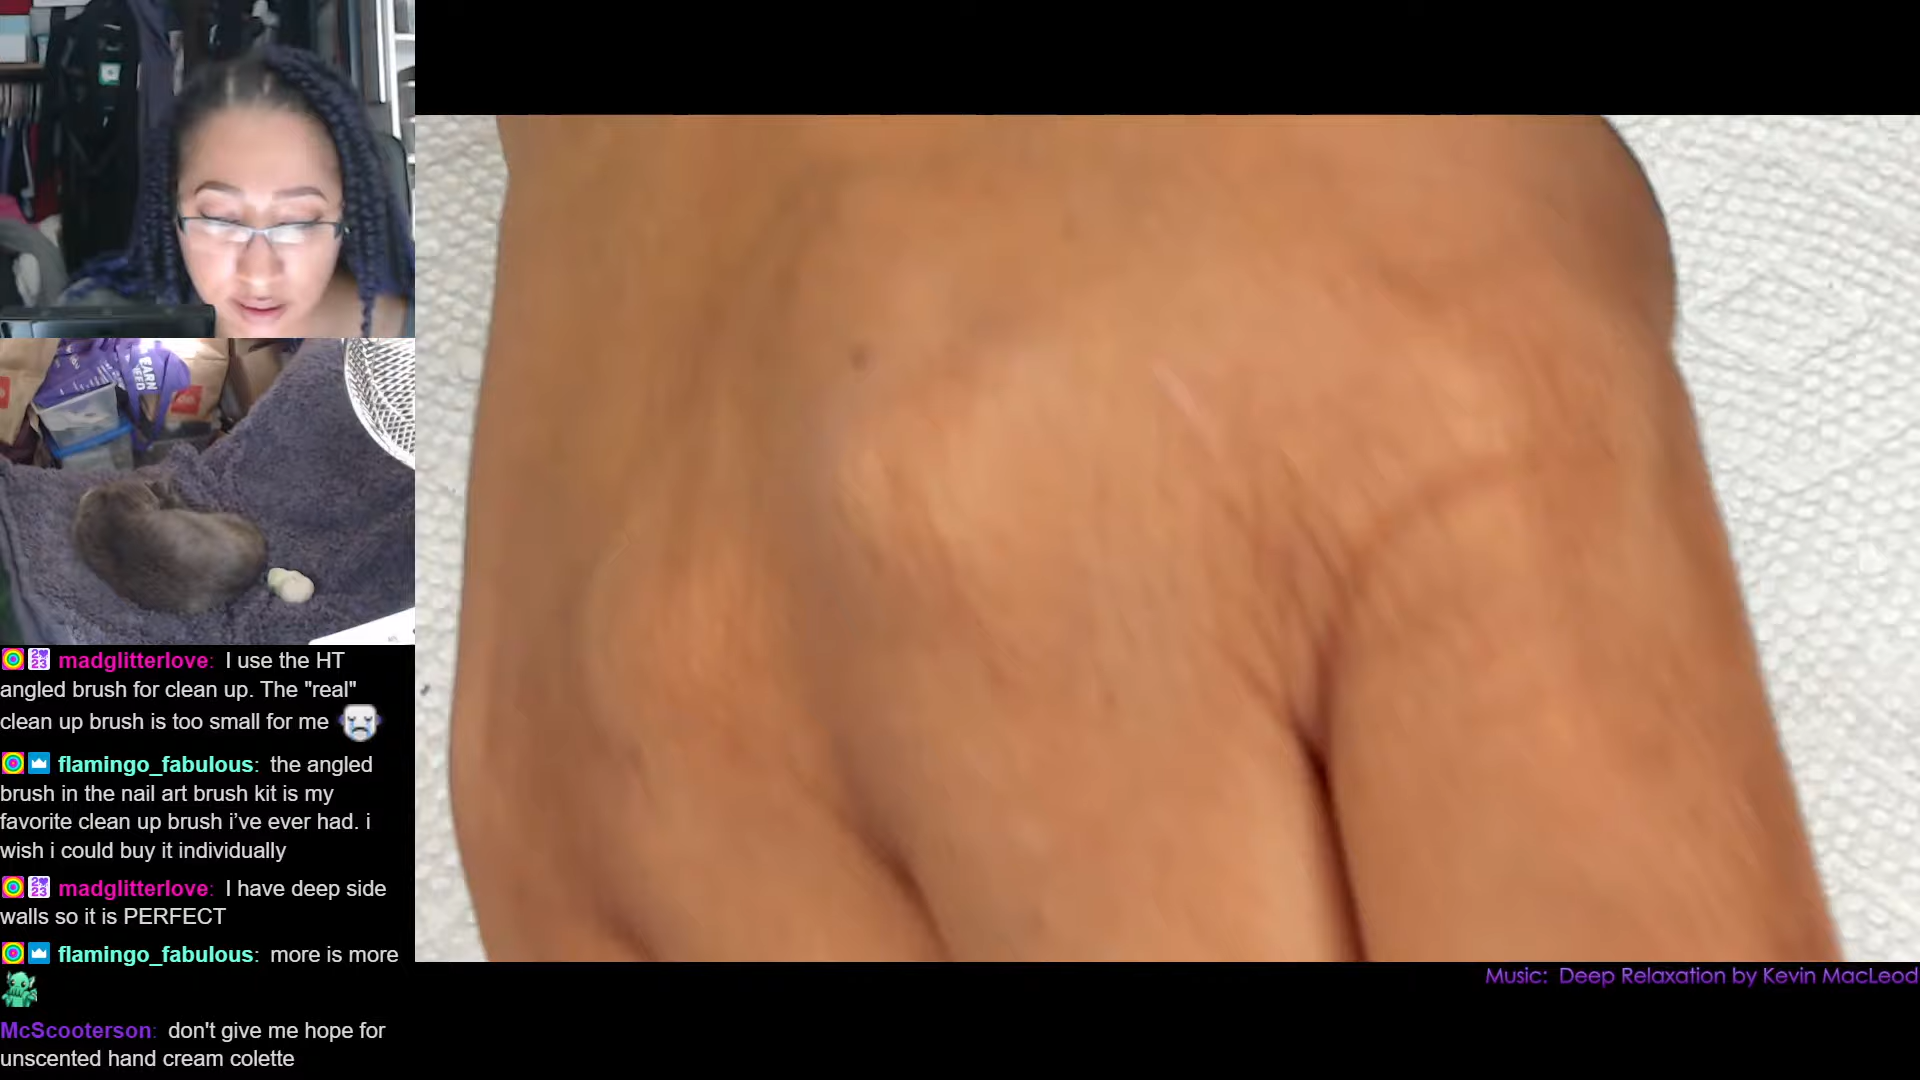 EARN
madglitterlove: I use the HT
angled brush for clean up. The "real"
clean up brush is too small for me
flamingo_fabulous: the angled
brush in the nail art brush kit is my
favorite clean up brush i’ve ever had. i
wish i could buy it individually
madglitterlove: I have deep side
walls so it is PERFECT
flamingo_fabulous: more is more
McScooterson: don't give me hope for
unscented hand cream colette
Music: Deep Relaxation by Kevin MacLeod